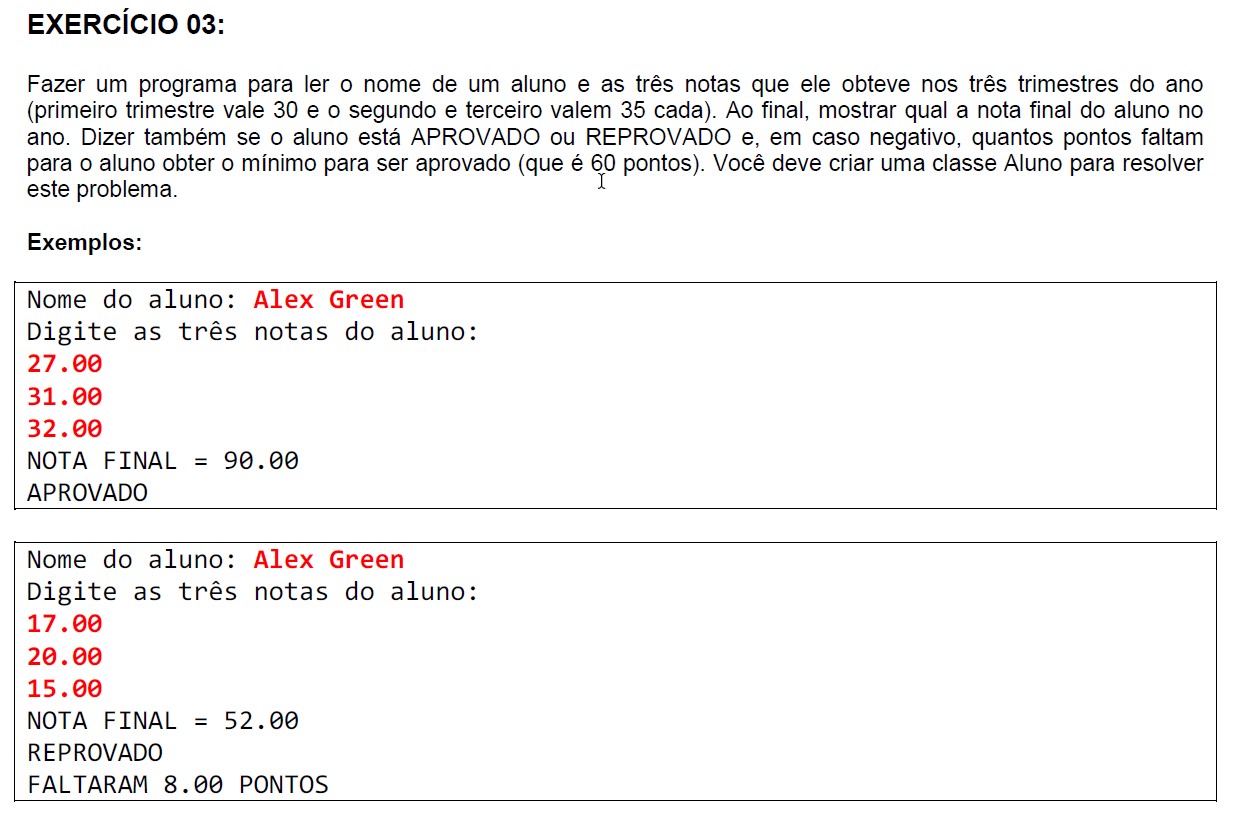 EXERCÍCIO 03:
Fazer um programa para ler o nome de um aluno e as três notas que ele obteve nos três trimestres do ano
(primeiro trimestre vale 30 e o segundo e terceiro valem 35 cada). Ao final, mostrar qual a nota final do aluno no
ano. Dizer também se o aluno está APROVADO ou REPROVADO e, em caso negativo, quantos pontos faltam
para o aluno obter o mínimo para ser aprovado (que é 60 pontos). Você deve criar uma classe Aluno para resolver
este problema.
Exemplos:
Nome do aluno: Alex Green
Digite as três notas do aluno:
27.00
31.00
32.00
NOTA FINAL = 90.00
APROVADO
Nome do aluno: Alex Green
Digite as três notas do aluno:
17.00
20.00
15.00
NOTA FINAL = 52.00
REPROVADO
FALTARAM 8.00 PONTOS